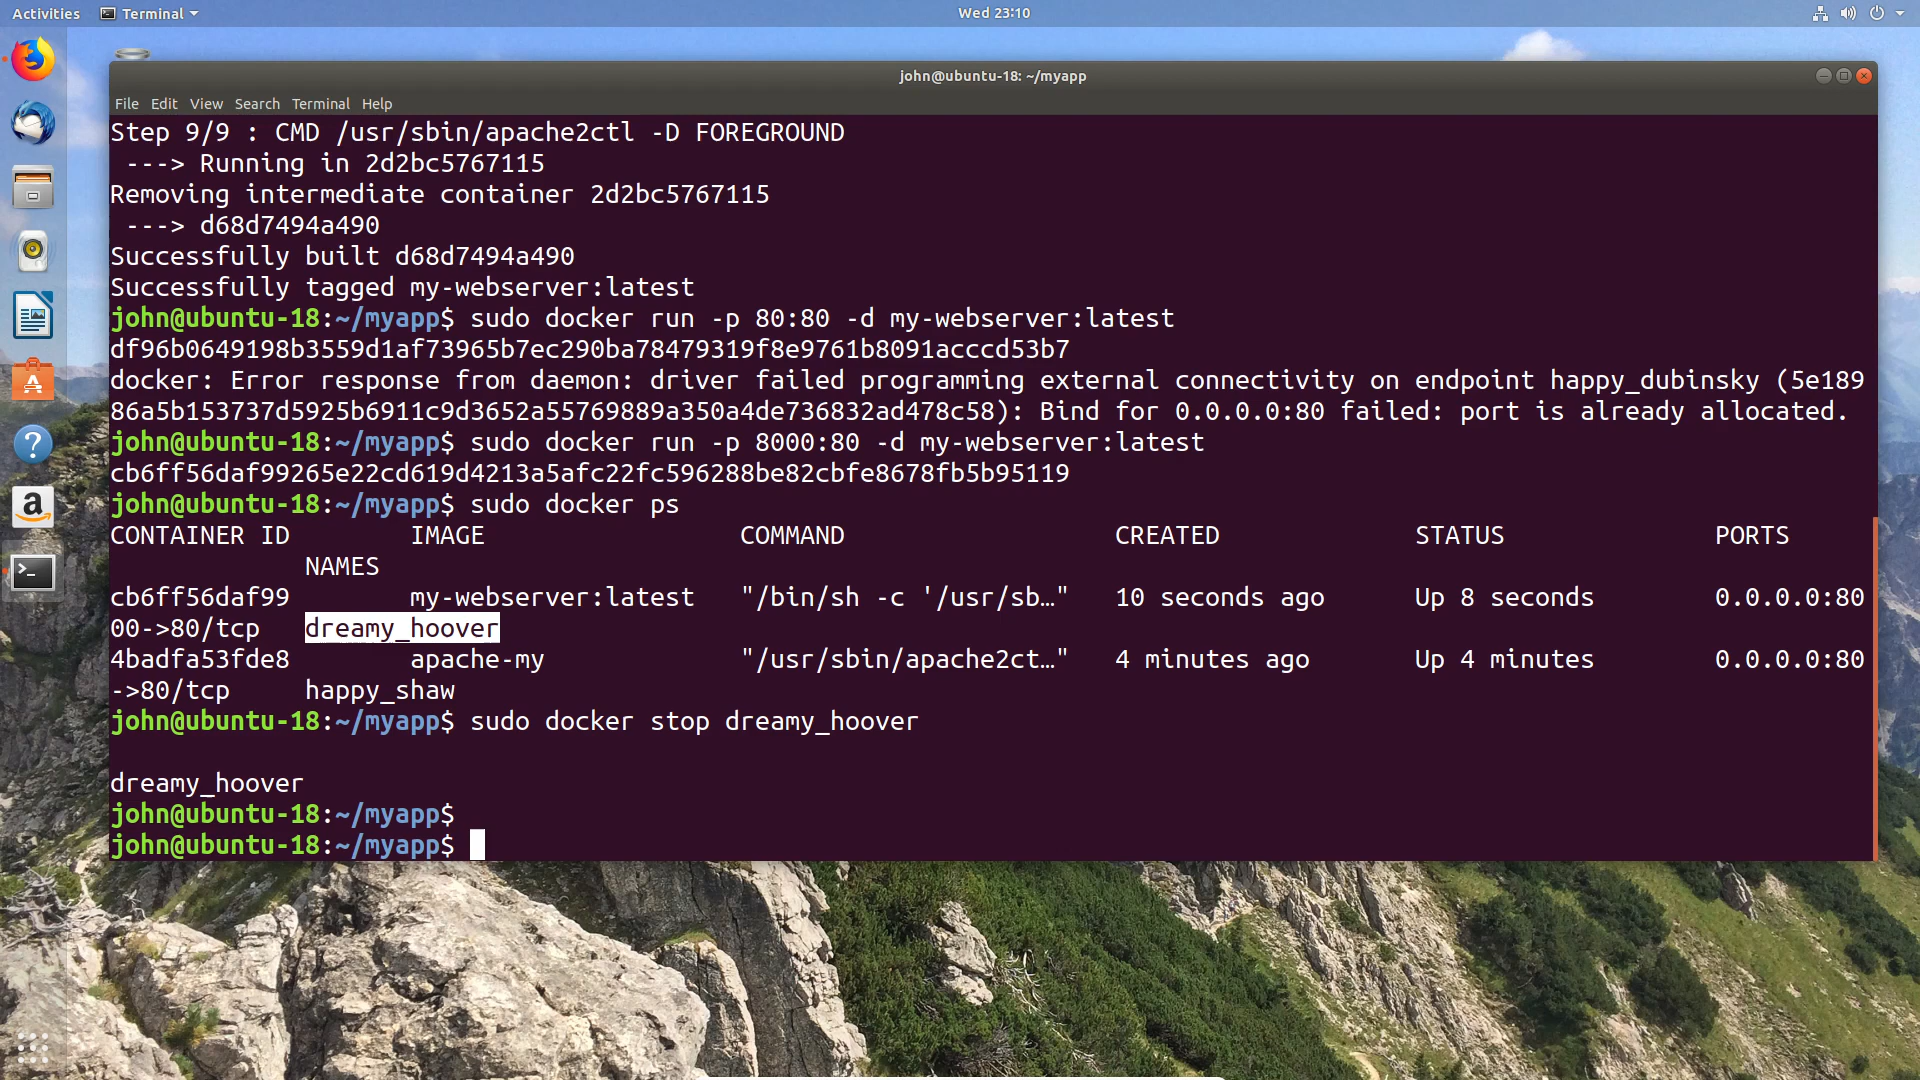 Activities Terminal Wed 23:10
john@ubuntu-18: ~/myapp
File Edit View Search Terminal Help
Step 9/9 : CMD /usr/sbin/apache2ctl -D FOREGROUND
 ---> Running in 2d2bc5767115
Removing intermediate container 2d2bc5767115
 ---> d68d7494a490
Successfully built d68d7494a490
Successfully tagged my-webserver:latest
john@ubuntu-18:~/myapp$ sudo docker run -p 80:80 -d my-webserver:latest
df96b0649198b3559d1af73965b7ec290ba78479319f8e9761b8091acccd53b7
docker: Error response from daemon: driver failed programming external connectivity on endpoint happy_dubinsky (5e189
86a5b153737d5925b6911c9d3652a55769889a350a4de736832ad478c58): Bind for 0.0.0.0:80 failed: port is already allocated.
john@ubuntu-18:~/myapp$ sudo docker run -p 8000:80 -d my-webserver:latest
cb6ff56daf99265e22cd619d4213a5afc22fc596288be82cbfe8678fb5b95119
john@ubuntu-18:~/myapp$ sudo docker ps
CONTAINER ID        IMAGE                 COMMAND                  CREATED             STATUS              PORTS
             NAMES
cb6ff56daf99        my-webserver:latest   "/bin/sh -c '/usr/sb…"   10 seconds ago      Up 8 seconds        0.0.0.0:80
00->80/tcp   dreamy_hoover
4badfa53fde8        apache-my             "/usr/sbin/apache2ct…"   4 minutes ago       Up 4 minutes        0.0.0.0:80
->80/tcp     happy_shaw
john@ubuntu-18:~/myapp$ sudo docker stop dreamy_hoover
dreamy_hoover
john@ubuntu-18:~/myapp$
john@ubuntu-18:~/myapp$